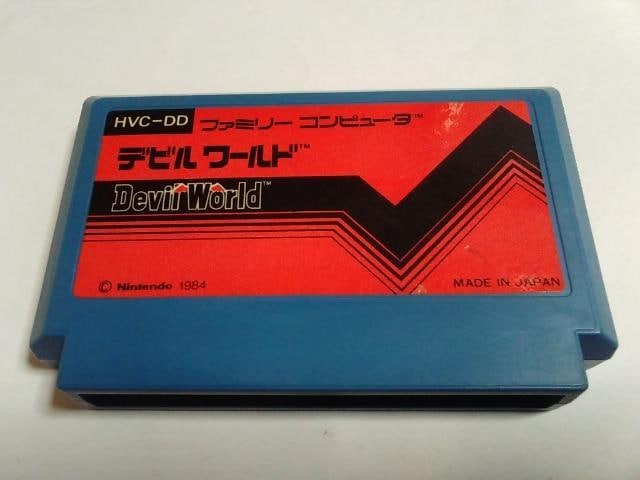 HVC-DD ファミリー コンピュータ™
デビル ワールド™
Devil World™
© Nintendo 1984
MADE IN JAPAN